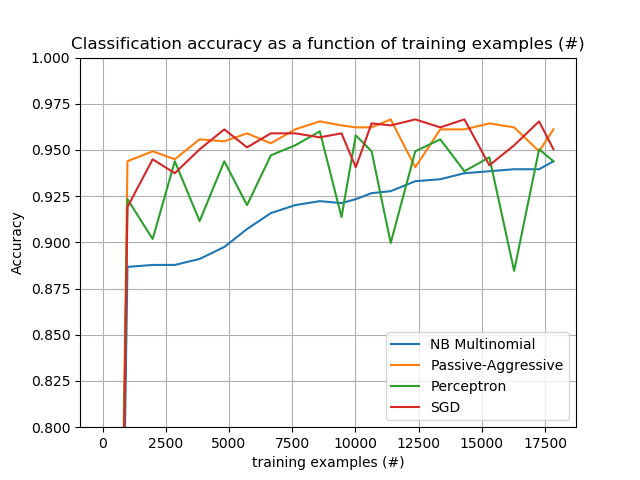 Classification accuracy as a function of training examples (#)
1.000
0.975
0.950
0.925
0.900
0.875
0.850
0.825
0.800
Accuracy
NB Multinomial
Passive-Aggressive
Perceptron
SGD
0 2500 5000 7500 10000 12500 15000 17500
training examples (#)